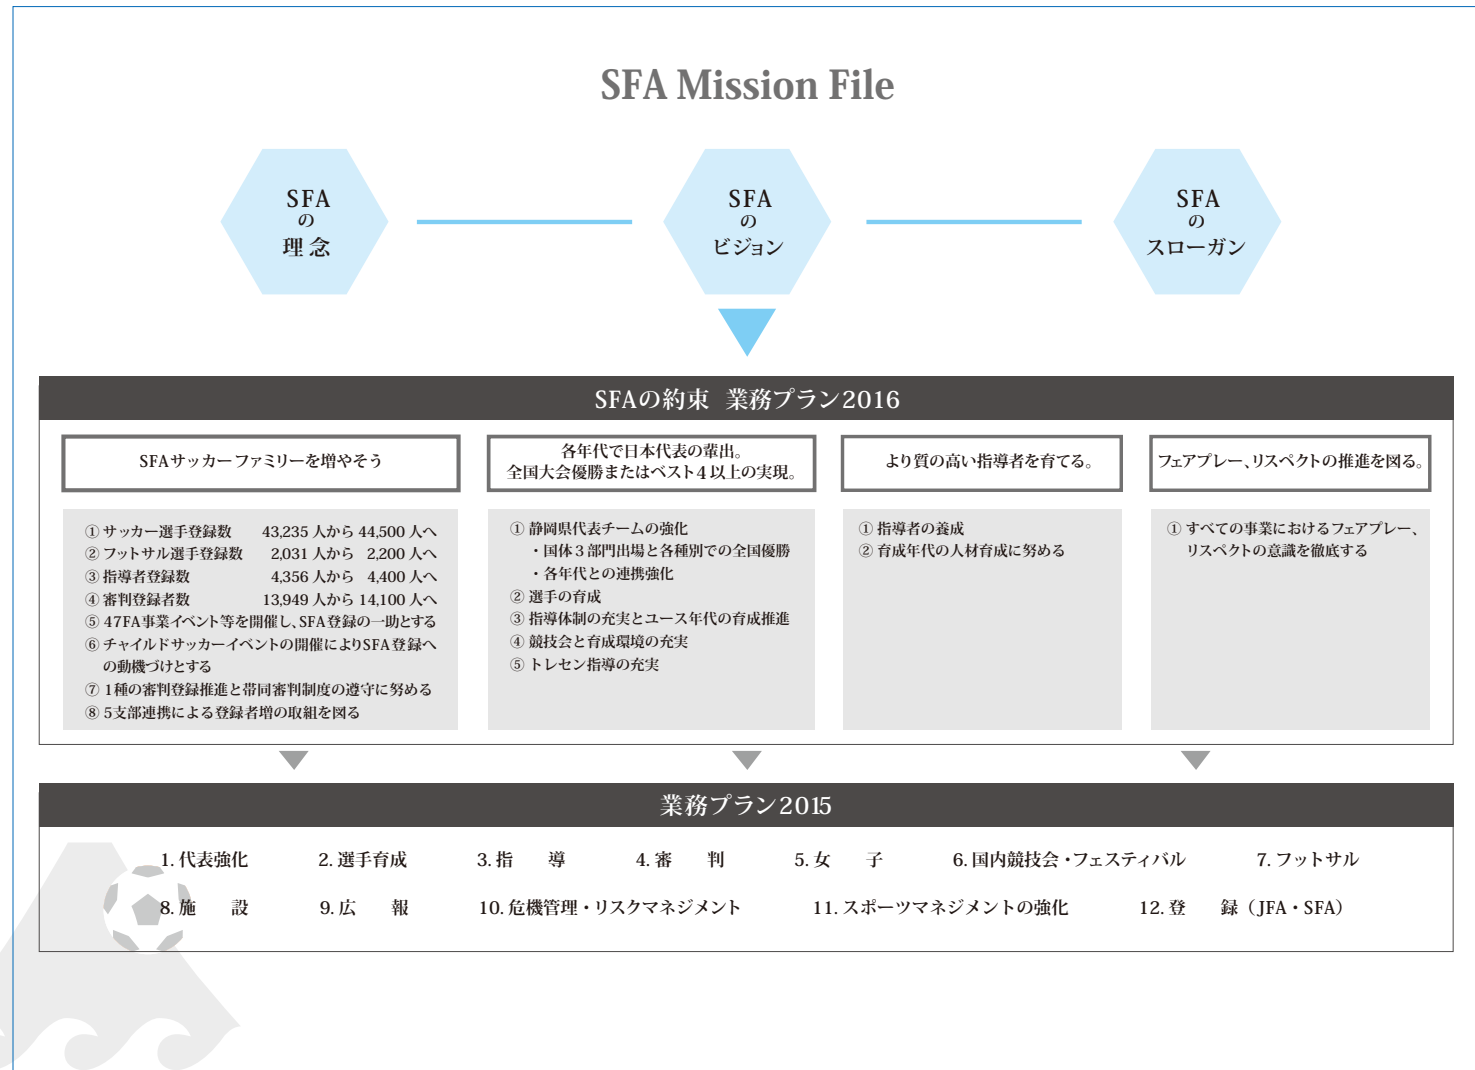 SFA Mission File
SFA
の
理念
SFA
の
ビジョン
SFA
の
スローガン
SFAの約束 業務プラン2016
SFAサッカーファミリーを増やそう
① サッカー選手登録数 43,235 人から 44,500 人へ
② フットサル選手登録数 2,031 人から 2,200 人へ
③ 指導者登録数 4,356 人から 4,400 人へ
④ 審判登録者数 13,949 人から 14,100 人へ
⑤ 47FA事業イベント等を開催し、SFA登録の一助とする
⑥ チャイルドサッカーイベントの開催によりSFA登録へ
の動機づけとする
⑦ 1種の審判登録推進と帯同審判制度の遵守に努める
⑧ 5支部連携による登録者増の取組を図る
各年代で日本代表の輩出。
全国大会優勝またはベスト4以上の実現。
① 静岡県代表チームの強化
・国体3部門出場と各種別での全国優勝
・各年代との連携強化
② 選手の育成
③ 指導体制の充実とユース年代の育成推進
④ 競技会と育成環境の充実
⑤ トレセン指導の充実
より質の高い指導者を育てる。
① 指導者の養成
② 育成年代の人材育成に努める
フェアプレー、リスペクトの推進を図る。
① すべての事業におけるフェアプレー、
リスペクトの意識を徹底する
業務プラン2015
1. 代表強化 2. 選手育成 3. 指 導 4. 審 判 5. 女 子 6. 国内競技会・フェスティバル 7. フットサル
8. 施 設 9. 広 報 10. 危機管理・リスクマネジメント 11. スポーツマネジメントの強化 12. 登 録（JFA・SFA）